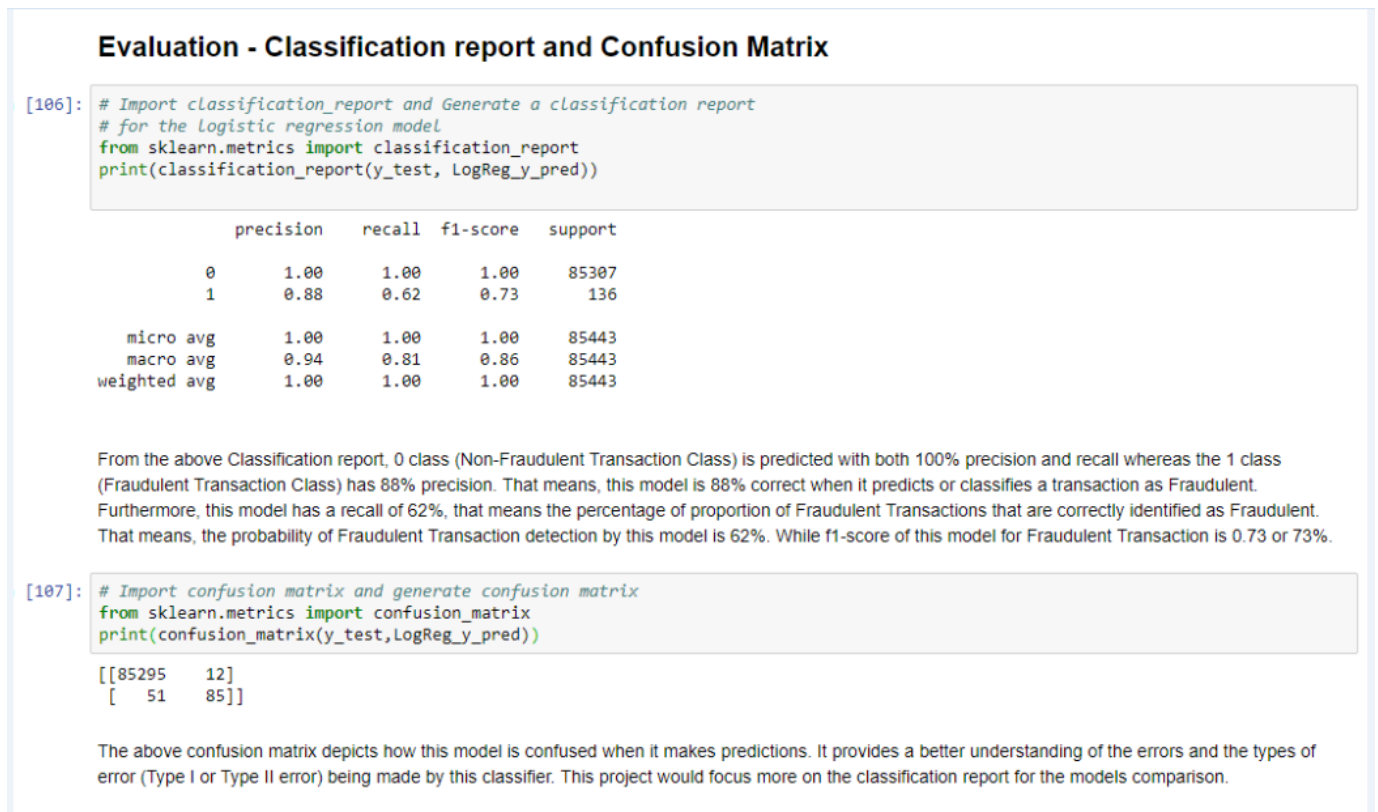 Evaluation - Classification report and Confusion Matrix
[106]: # Import classification_report and Generate a classification report
# for the Logistic regression model
from sklearn.metrics import classification_report
print(classification_report(y_test, LogReg_y_pred))
precision recall f1-score support
0 1.00 1.00 1.00 85307
1 0.88 0.62 0.73 136
micro avg 1.00 1.00 1.00 85443
macro avg 0.94 0.81 0.86 85443
weighted avg 1.00 1.00 1.00 85443
From the above Classification report, 0 class (Non-Fraudulent Transaction Class) is predicted with both 100% precision and recall whereas the 1 class
(Fraudulent Transaction Class) has 88% precision. That means, this model is 88% correct when it predicts or classifies a transaction as Fraudulent.
Furthermore, this model has a recall of 62%, that means the percentage of proportion of Fraudulent Transactions that are correctly identified as Fraudulent.
That means, the probability of Fraudulent Transaction detection by this model is 62%. While f1-score of this model for Fraudulent Transaction is 0.73 or 73%.
[107]: # Import confusion matrix and generate confusion matrix
from sklearn.metrics import confusion_matrix
print(confusion_matrix(y_test,LogReg_y_pred))
[[85295 12]
[ 51 85]]
The above confusion matrix depicts how this model is confused when it makes predictions. It provides a better understanding of the errors and the types of
error (Type I or Type II error) being made by this classifier. This project would focus more on the classification report for the models comparison.